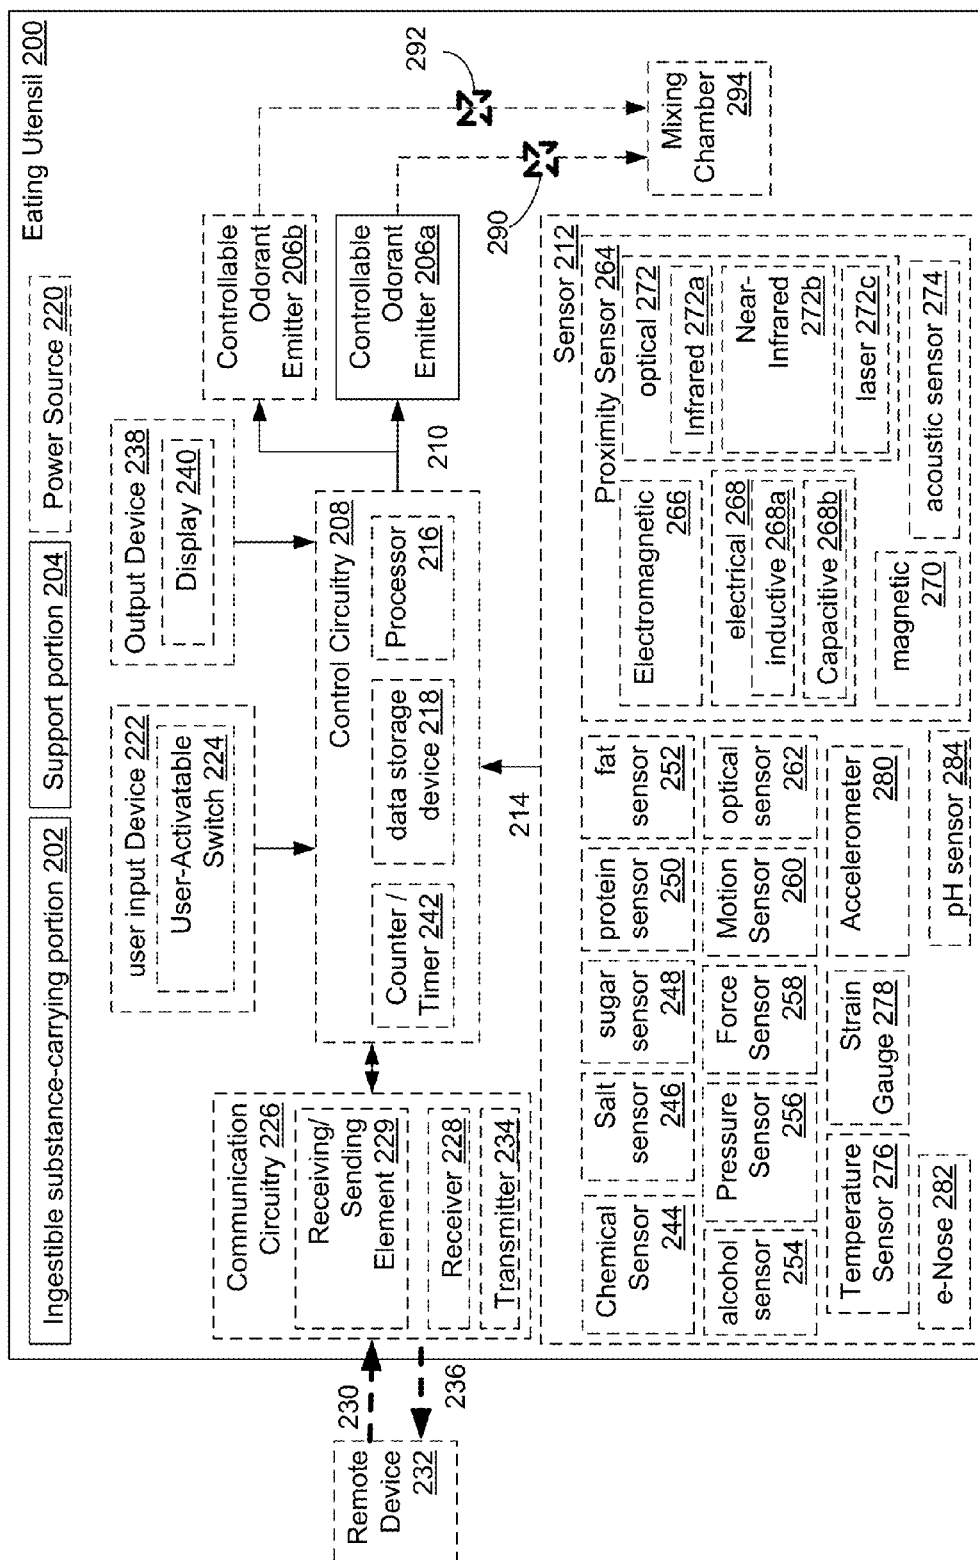 Eating Utensil 200
Ingestible substance-carrying portion 202
Support portion 204
Power Source 220
user input Device 222
User-Activatable
Switch 224
Output Device 238
Display 240
Controllable
Odorant
Emitter 206b
Controllable
Odorant
Emitter 206a
292
290
Mixing
Chamber
294
210
Communication
Circuitry 226
Receiving/
Sending
Element 229
Receiver 228
Transmitter 234
Control Circuitry 208
Counter /
Timer 242
data storage
device 218
Processor
216
230
236
Remote
Device
232
214
Sensor 212
Chemical
Sensor
244
Salt
sensor
246
sugar
sensor
248
protein
sensor
250
fat
sensor
252
alcohol
sensor
254
Pressure
Sensor
256
Force
Sensor
258
Motion
Sensor
260
optical
sensor
262
Temperature
Sensor 276
Strain
Gauge 278
Accelerometer
280
e-Nose 282
pH sensor 284
Proximity Sensor 264
Electromagnetic
266
electrical 268
inductive 268a
Capacitive 268b
magnetic
270
optical 272
Infrared 272a
Near-
Infrared
272b
laser 272c
acoustic sensor 274